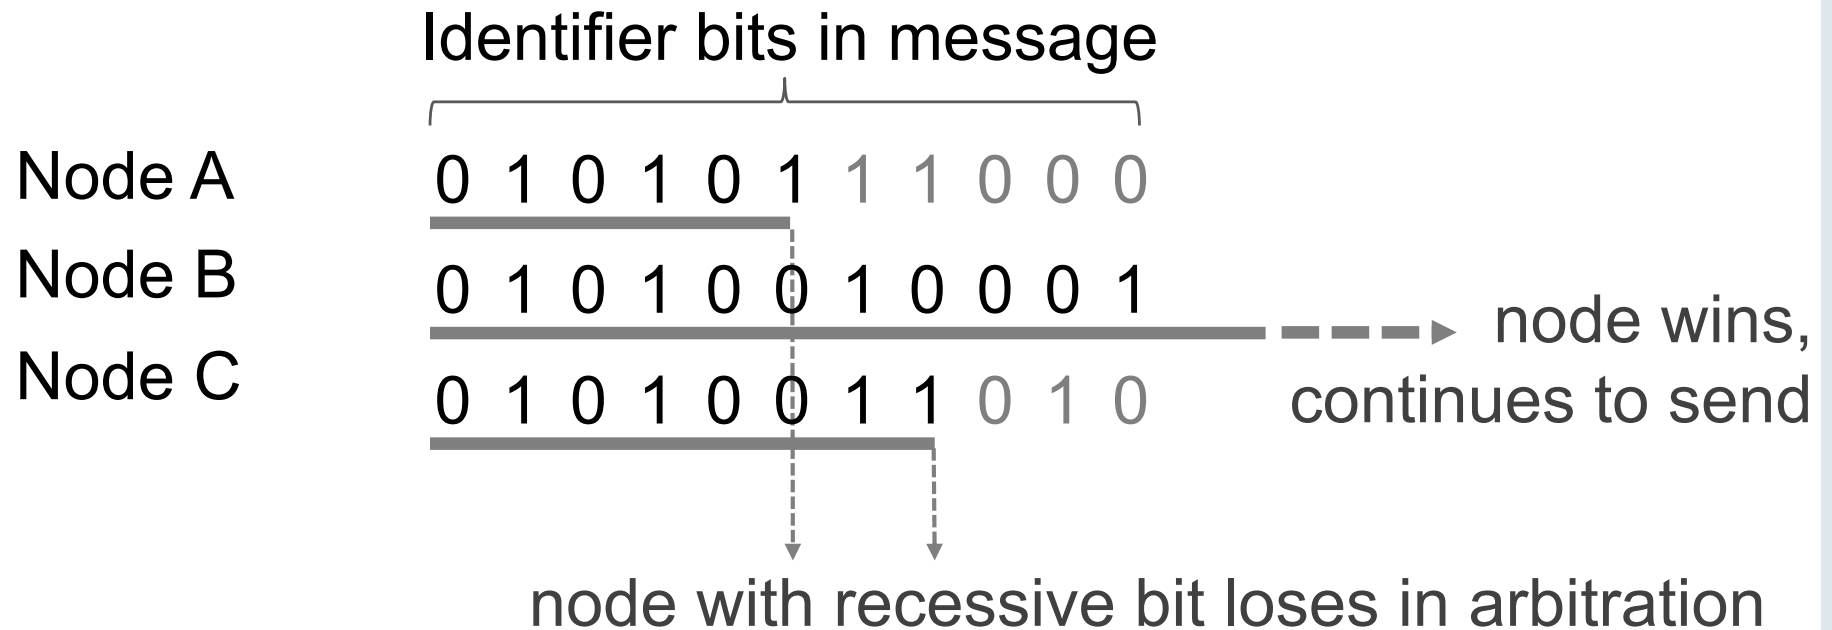 Identifier bits in message
Node A 0 1 0 1 0 1 1 1 0 0 0
Node B 0 1 0 1 0 0 1 0 0 0 1
node wins,
Node C 0 1 0 1 0 0 1 1 0 1 0
continues to send
node with recessive bit loses in arbitration